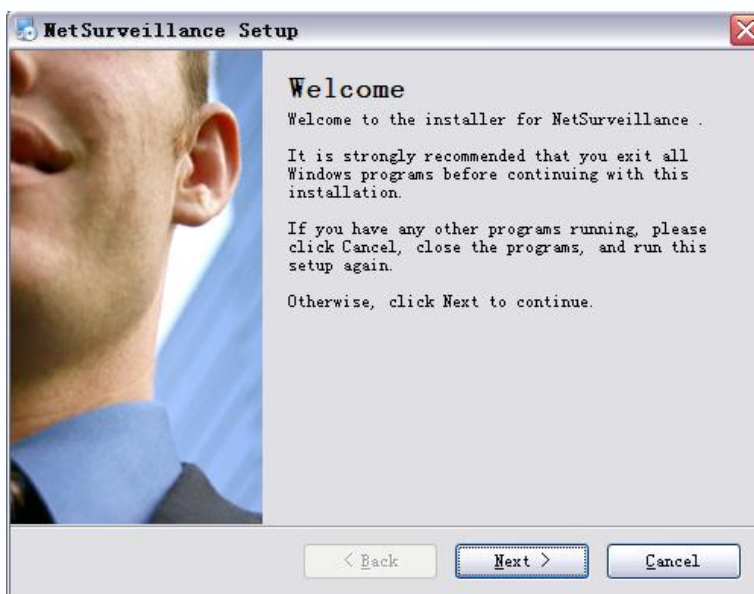 NetSurveillance Setup
Welcome
Welcome to the installer for NetSurveillance .
It is strongly recommended that you exit all
Windows programs before continuing with this
installation.
If you have any other programs running, please
click Cancel, close the programs, and run this
setup again.
Otherwise, click Next to continue.
< Back
Next >
Cancel